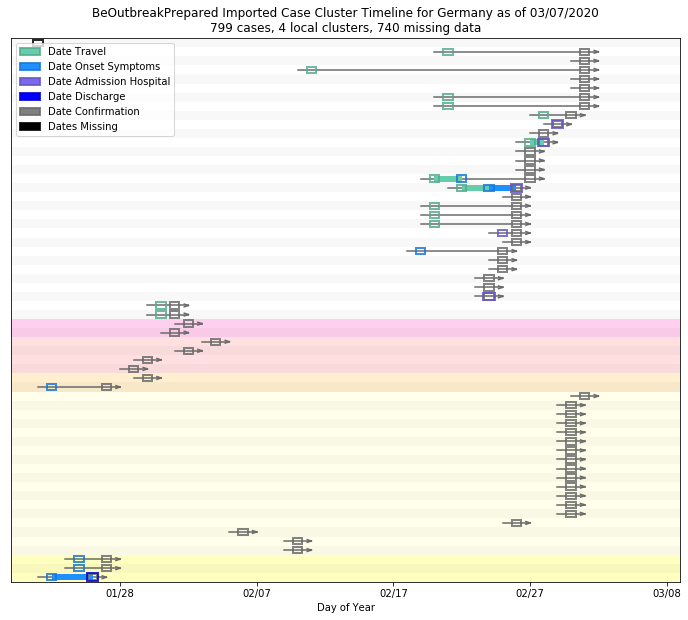 BeOutbreakPrepared Imported Case Cluster Timeline for Germany as of 03/07/2020
799 cases, 4 local clusters, 740 missing data
Date Travel
Date Onset Symptoms
Date Admission Hospital
Date Discharge
Date Confirmation
Dates Missing
01/28
02/07
02/17
02/27
03/08
Day of Year